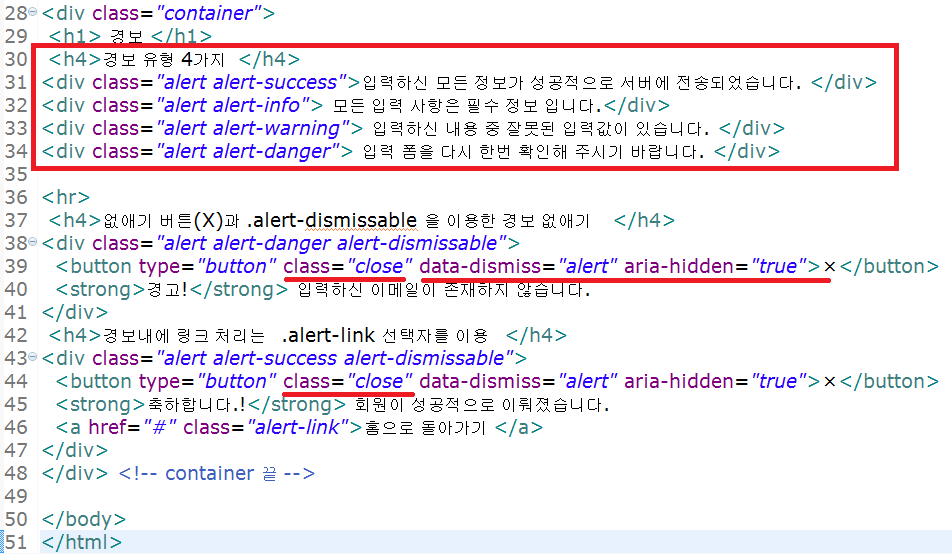 28 <div class="container">
29 <h1> 경보 </h1>
30 <h4>경보 유형 4가지 </h4>
31 <div class="alert alert-success">입력하신 모든 정보가 성공적으로 서버에 전송되었습니다. </div>
32 <div class="alert alert-info"> 모든 입력 사항은 필수 정보 입니다.</div>
33 <div class="alert alert-warning"> 입력하신 내용 중 잘못된 입력값이 있습니다. </div>
34 <div class="alert alert-danger"> 입력 폼을 다시 한번 확인해 주시기 바랍니다. </div>
35
36 <hr>
37 <h4>없애기 버튼(X)과 .alert-dismissable 을 이용한 경보 없애기 </h4>
38 <div class="alert alert-danger alert-dismissable">
39 <button type="button" class="close" data-dismiss="alert" aria-hidden="true">×</button>
40 <strong>경고!</strong> 입력하신 이메일이 존재하지 않습니다.
41 </div>
42 <h4>경보내에 링크 처리는 .alert-link 선택자를 이용 </h4>
43 <div class="alert alert-success alert-dismissable">
44 <button type="button" class="close" data-dismiss="alert" aria-hidden="true">×</button>
45 <strong>축하합니다.!</strong> 회원이 성공적으로 이뤄졌습니다.
46 <a href="#" class="alert-link">홈으로 돌아가기 </a>
47 </div>
48 </div> <!-- container 끝 -->
49
50 </body>
51 </html>